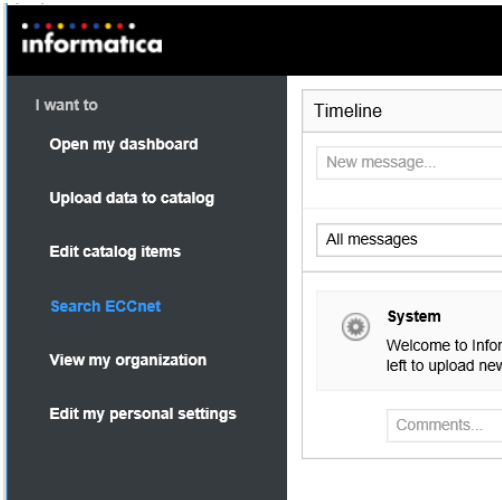 informatica
I want to
Open my dashboard
Upload data to catalog
Edit catalog items
Search ECCnet
View my organization
Edit my personal settings
Timeline
New message...
All messages
System
Welcome to Infor
left to upload new
Comments...